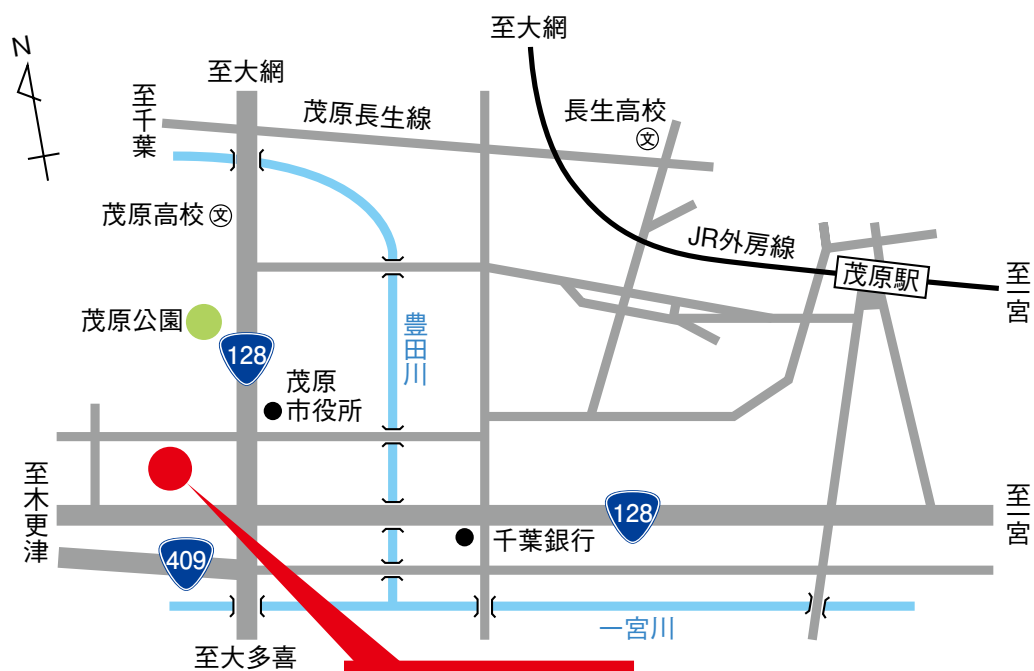 N
至大網
至大網
至千葉
茂原長生線
長生高校
文
茂原高校
文
JR外房線
茂原駅
至一宮
茂原公園
128
豊田川
茂原
市役所
至木更津
128
至一宮
千葉銀行
409
一宮川
至大多喜